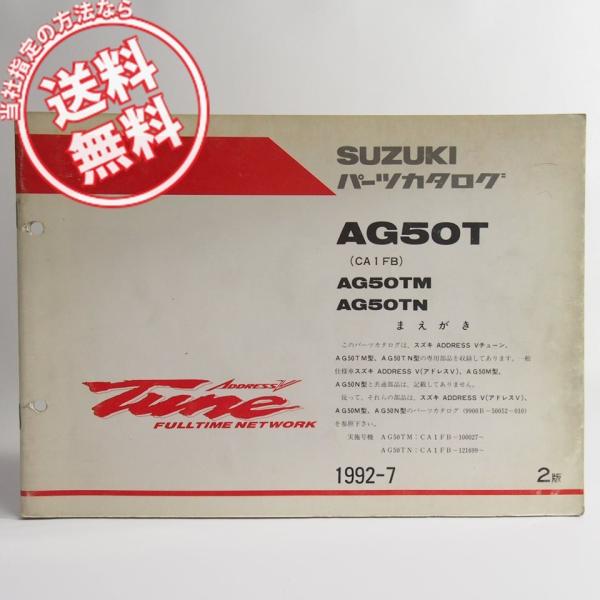 当社指定の方法なら
送料
無料
SUZUKI
パーツカタログ
AG50T
(CA1FB)
AG50TM
AG50TN
まえがき
このパーツカタログは、スズキ ADDRESS Vチューン、
AG50TM型、AG50TN型の専用部品を収録してあります。一般
仕様車スズキ ADDRESS V(アドレスV)、AG50M型、
AG50N型と共通部品は、記載してありません。
従って、それらの部品は、スズキ ADDRESS V(アドレスV)、
AG50M型、AG50N型のパーツカタログ (9900B-50052-010)
を参照下さい。
実施号機 AG50TM:CA1FB-100027~
AG50TN:CA1FB-121699~
ADDRESS V
Tune
FULLTIME NETWORK
1992-7
2版